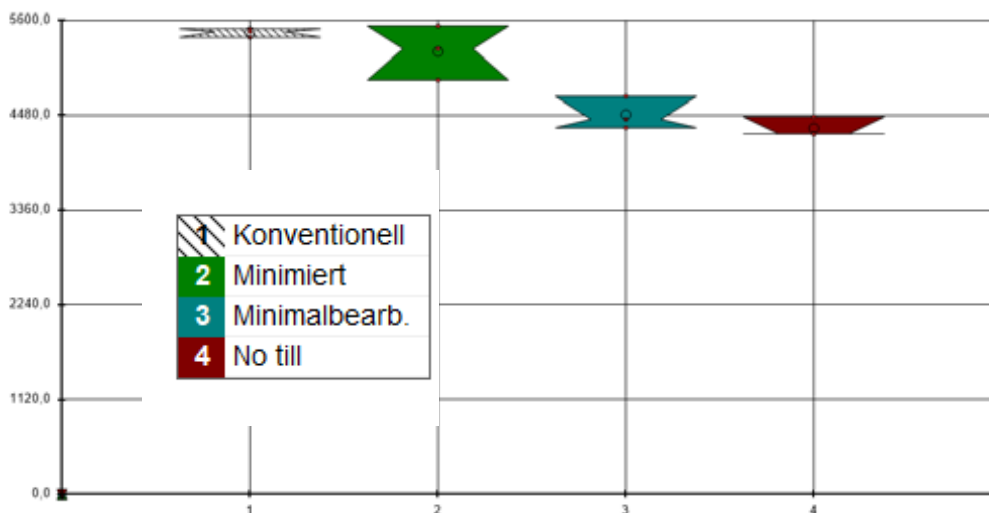 5600,0
4480,0
3360,0
2240,0
1120,0
0,0
1 Konventionell
2 Minimiert
3 Minimalbearb.
4 No till
1 2 3 4